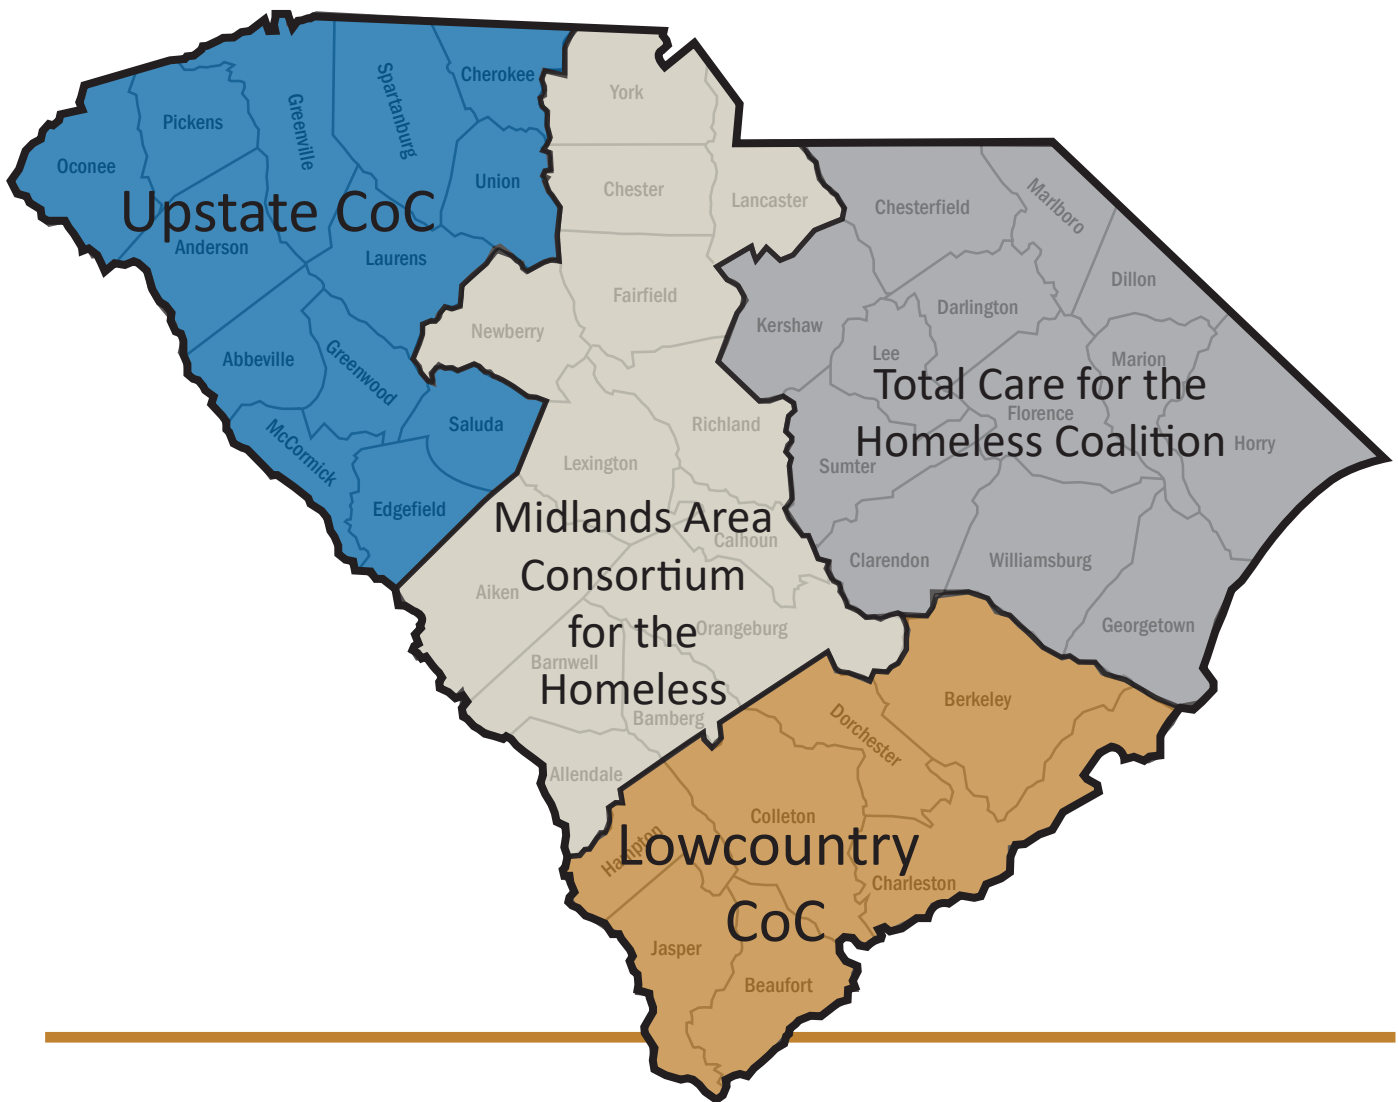 Cherokee
Spartanburg
York
Greenville
Pickens
Oconee
Union
Chester
Lancaster
Chesterfield
Marlboro
Upstate CoC
Anderson
Laurens
Dillon
Fairfield
Darlington
Kershaw
Newberry
Lee
Marion
Abbeville
Greenwood
Total Care for the
Florence
Homeless Coalition
Horry
Saluda
Richland
McCormick
Lexington
Sumter
Edgefield
Midlands Area
Calhoun
Clarendon
Williamsburg
Consortium
Aiken
Orangeburg
for the
Georgetown
Barnwell
Homeless
Bamberg
Berkeley
Dorchester
Allendale
Colleton
Hampton
Lowcountry
Charleston
CoC
Jasper
Beaufort